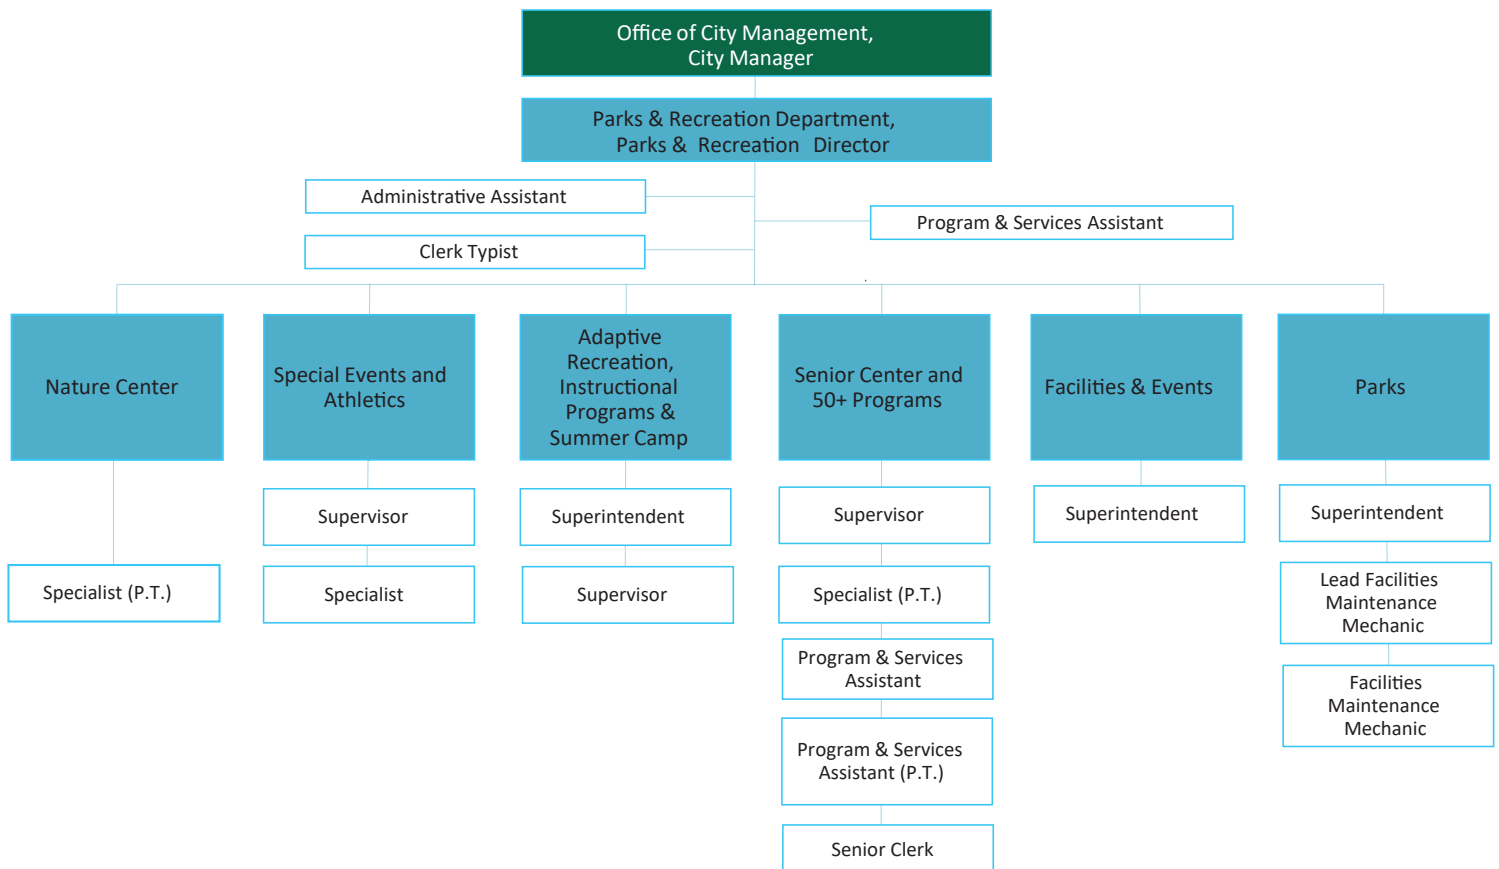 Office of City Management,
City Manager
Parks & Recreation Department,
Parks & Recreation Director
Administrative Assistant
Program & Services Assistant
Clerk Typist
Nature Center
Special Events and
Athletics
Adaptive
Recreation,
Instructional
Programs &
Summer Camp
Senior Center and
50+ Programs
Facilities & Events
Parks
Supervisor
Superintendent
Supervisor
Superintendent
Superintendent
Specialist (P.T.)
Specialist
Supervisor
Specialist (P.T.)
Lead Facilities
Maintenance
Mechanic
Program & Services
Assistant
Facilities
Maintenance
Mechanic
Program & Services
Assistant (P.T.)
Senior Clerk